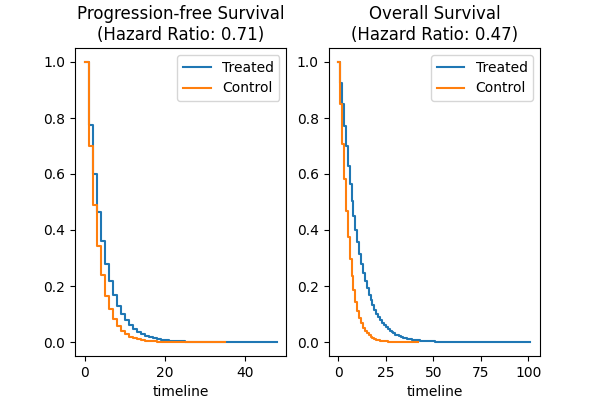 Progression-free Survival
(Hazard Ratio: 0.71)
Treated
Control
1.0
0.8
0.6
0.4
0.2
0.0
0
20
40
timeline
Overall Survival
(Hazard Ratio: 0.47)
Treated
Control
1.0
0.8
0.6
0.4
0.2
0.0
0
25
50
75
100
timeline